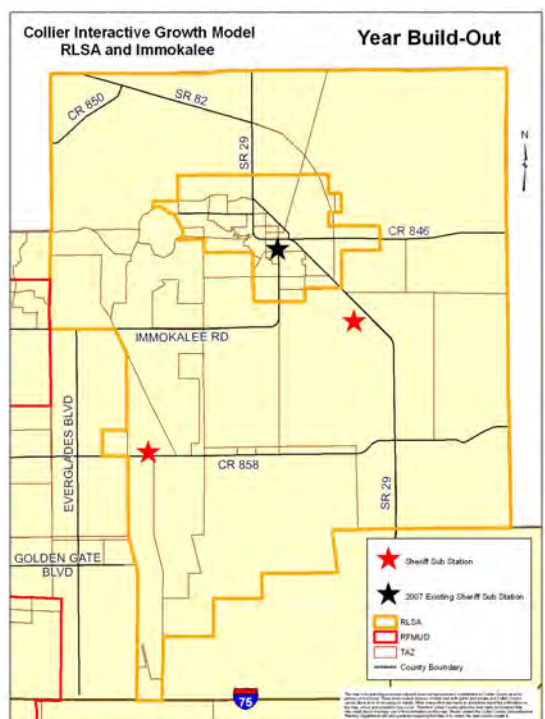 Collier Interactive Growth Model
RLSA and Immokalee
Year Build-Out
CR 850
SR 82
SR 29
N
CR 846
IMMOKALEE RD
EVERGLADES BLVD
CR 858
SR 29
GOLDEN GATE
BLVD
Sheriff Sub Station
2007 Existing Sheriff Sub Station
RLSA
RFMUD
TAZ
County Boundary
75